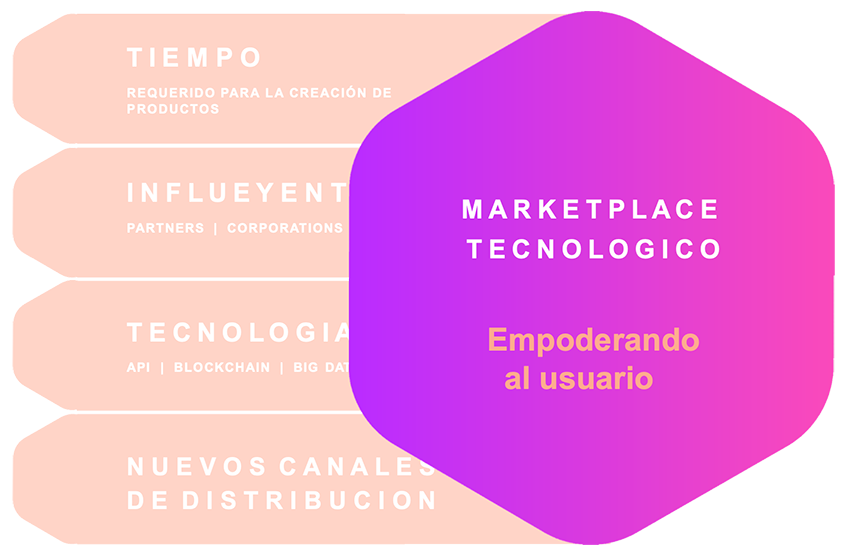 TIEMPO
REQUERIDO PARA LA CREACIÓN DE
PRODUCTOS
INFLUEYENT
PARTNERS | CORPORATIONS
TECNOLOGIA
API | BLOCKCHAIN | BIG DAT
NUEVOS CANALES
DE DISTRIBUCION
MARKETPLACE
TECNOLOGICO
Empoderando
al usuario